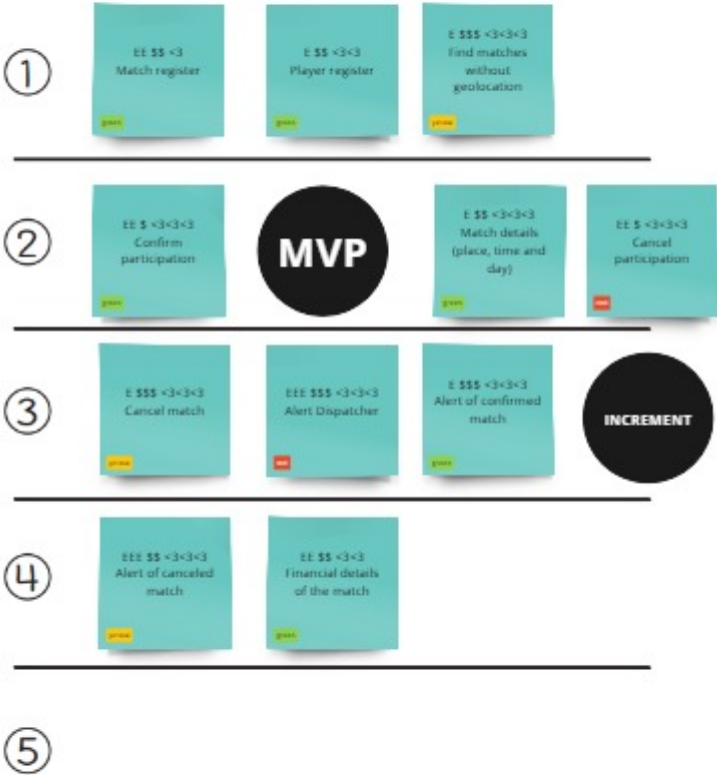 1
EE $$ <3
Match register
green
E $$ <3
Player register
green
E $$$ <3<3<3
Find matches
without
geolocation
yellow
2
EE $ <3<3<3
Confirm
participation
green
MVP
E $$ <3<3<3
Match details
(place, time and
day)
green
EE $ <3<3<3
Cancel
participation
red
3
E $$$ <3<3<3
Cancel match
yellow
EEE $$$ <3<3<3
Alert Dispatcher
red
E $$$ <3<3<3
Alert of confirmed
match
green
INCREMENT
4
EEE $$ <3<3<3
Alert of canceled
match
yellow
EE $$ <3<3
Financial details
of the match
green
5